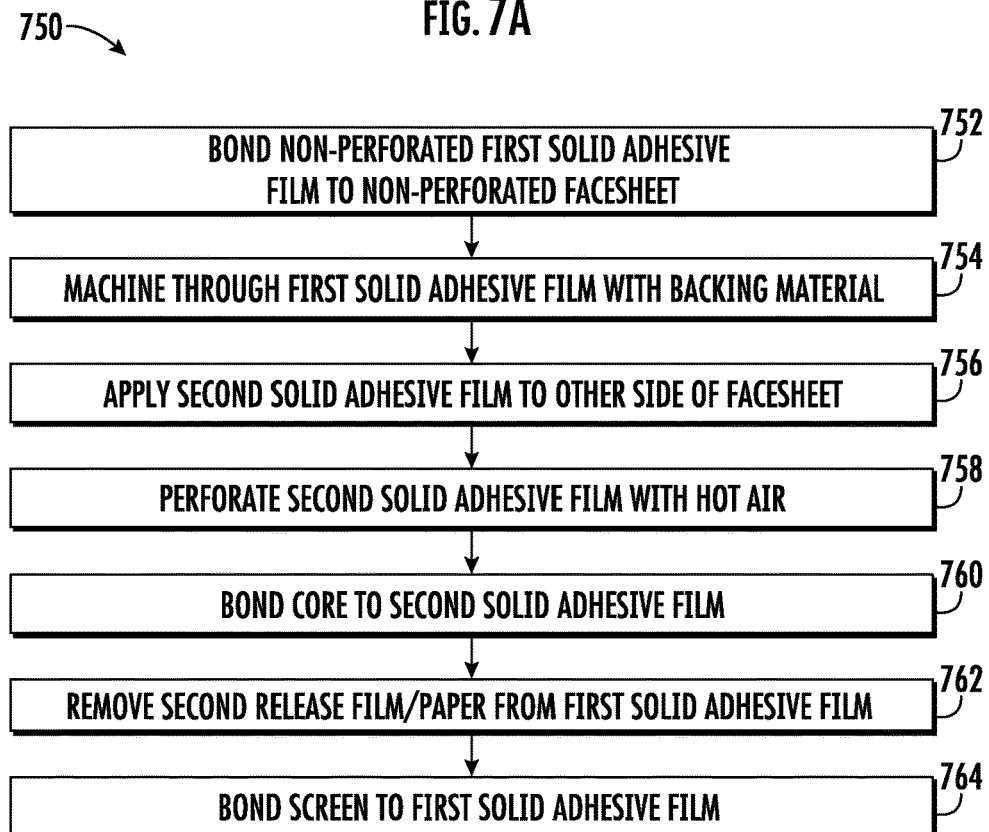 FIG. 7A
750
752
BOND NON-PERFORATED FIRST SOLID ADHESIVE
FILM TO NON-PERFORATED FACESHEET
754
MACHINE THROUGH FIRST SOLID ADHESIVE FILM WITH BACKING MATERIAL
756
APPLY SECOND SOLID ADHESIVE FILM TO OTHER SIDE OF FACESHEET
758
PERFORATE SECOND SOLID ADHESIVE FILM WITH HOT AIR
760
BOND CORE TO SECOND SOLID ADHESIVE FILM
762
REMOVE SECOND RELEASE FILM/PAPER FROM FIRST SOLID ADHESIVE FILM
764
BOND SCREEN TO FIRST SOLID ADHESIVE FILM